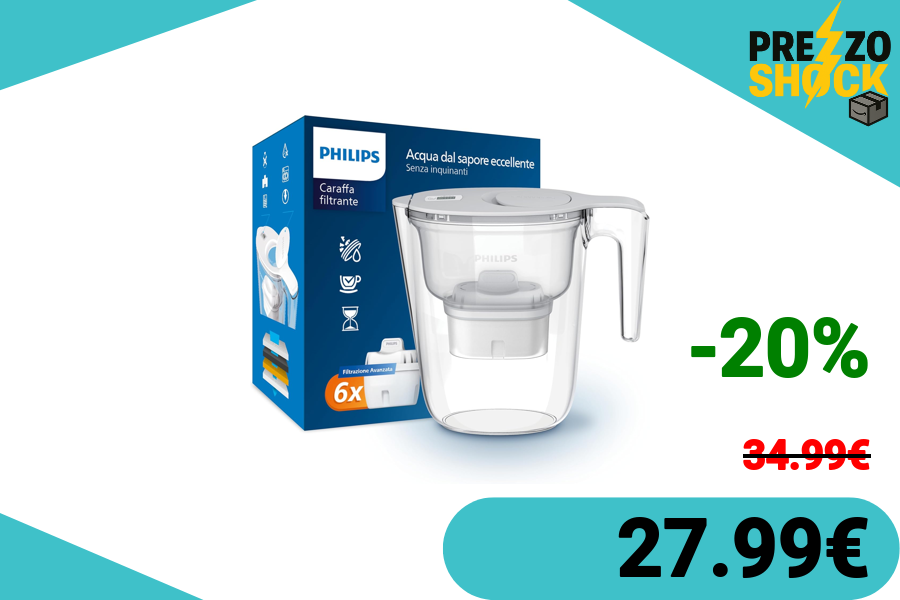 PREZZO
SHOCK
PHILIPS
Acqua dal sapore eccellente
Senza inquinanti
Caraffa
filtrante
PHILIPS
Filtrazione Avanzata
6x
-20%
34.99€
27.99€